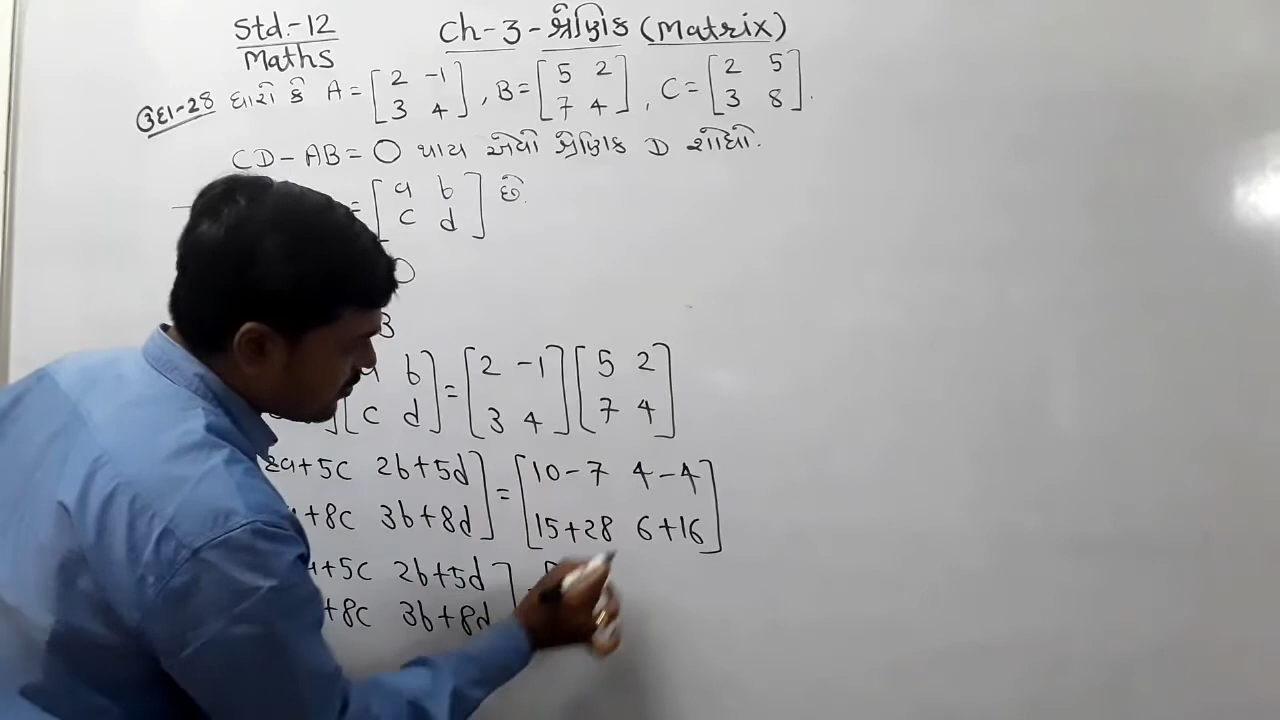 Std.-12 Ch-3-શ્રેણિક (Matrix)
Maths
ઉદા-28 ધારો કે A = [2 -1 3 4], B = [5 2 7 4], C = [2 5 3 8].
CD - AB = O થાય એવો શ્રેણિક D શોધો.
= [a b c d] છે.
O
B
a b c d] = [2 -1 3 4] [5 2 7 4]
2a+5c 2b+5d] = [10-7 4-4
+8c 3b+8d] 15+28 6+16]
+5c 2b+5d]
+8c 3b+8d